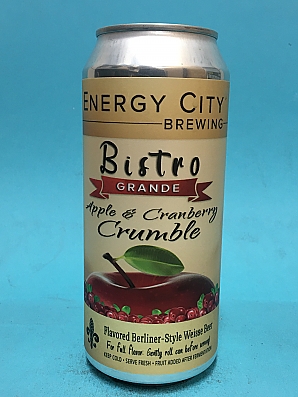 ENERGY CITY
BREWING
Bistro
GRANDE
Apple & Cranberry
Crumble
Flavored Berliner-Style Weisse Beer
For Full Flavor: Gently roll can before opening!
KEEP COLD • SERVE FRESH • FRUIT ADDED AFTER FERMENTATION